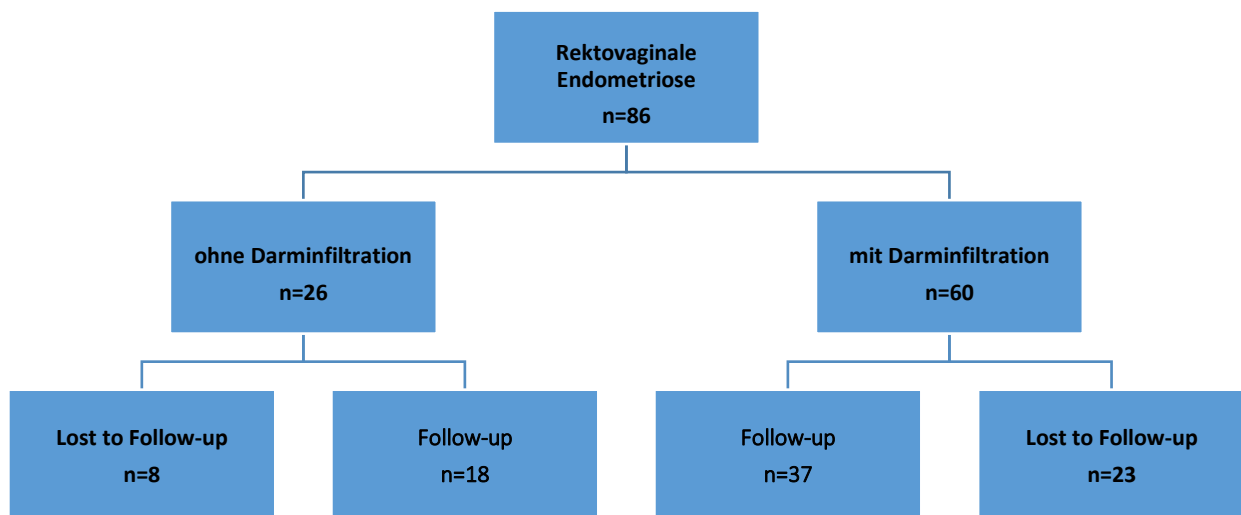 Rektovaginale
Endometriose
n=86
ohne Darminfiltration
n=26
mit Darminfiltration
n=60
Lost to Follow-up
n=8
Follow-up
n=18
Follow-up
n=37
Lost to Follow-up
n=23